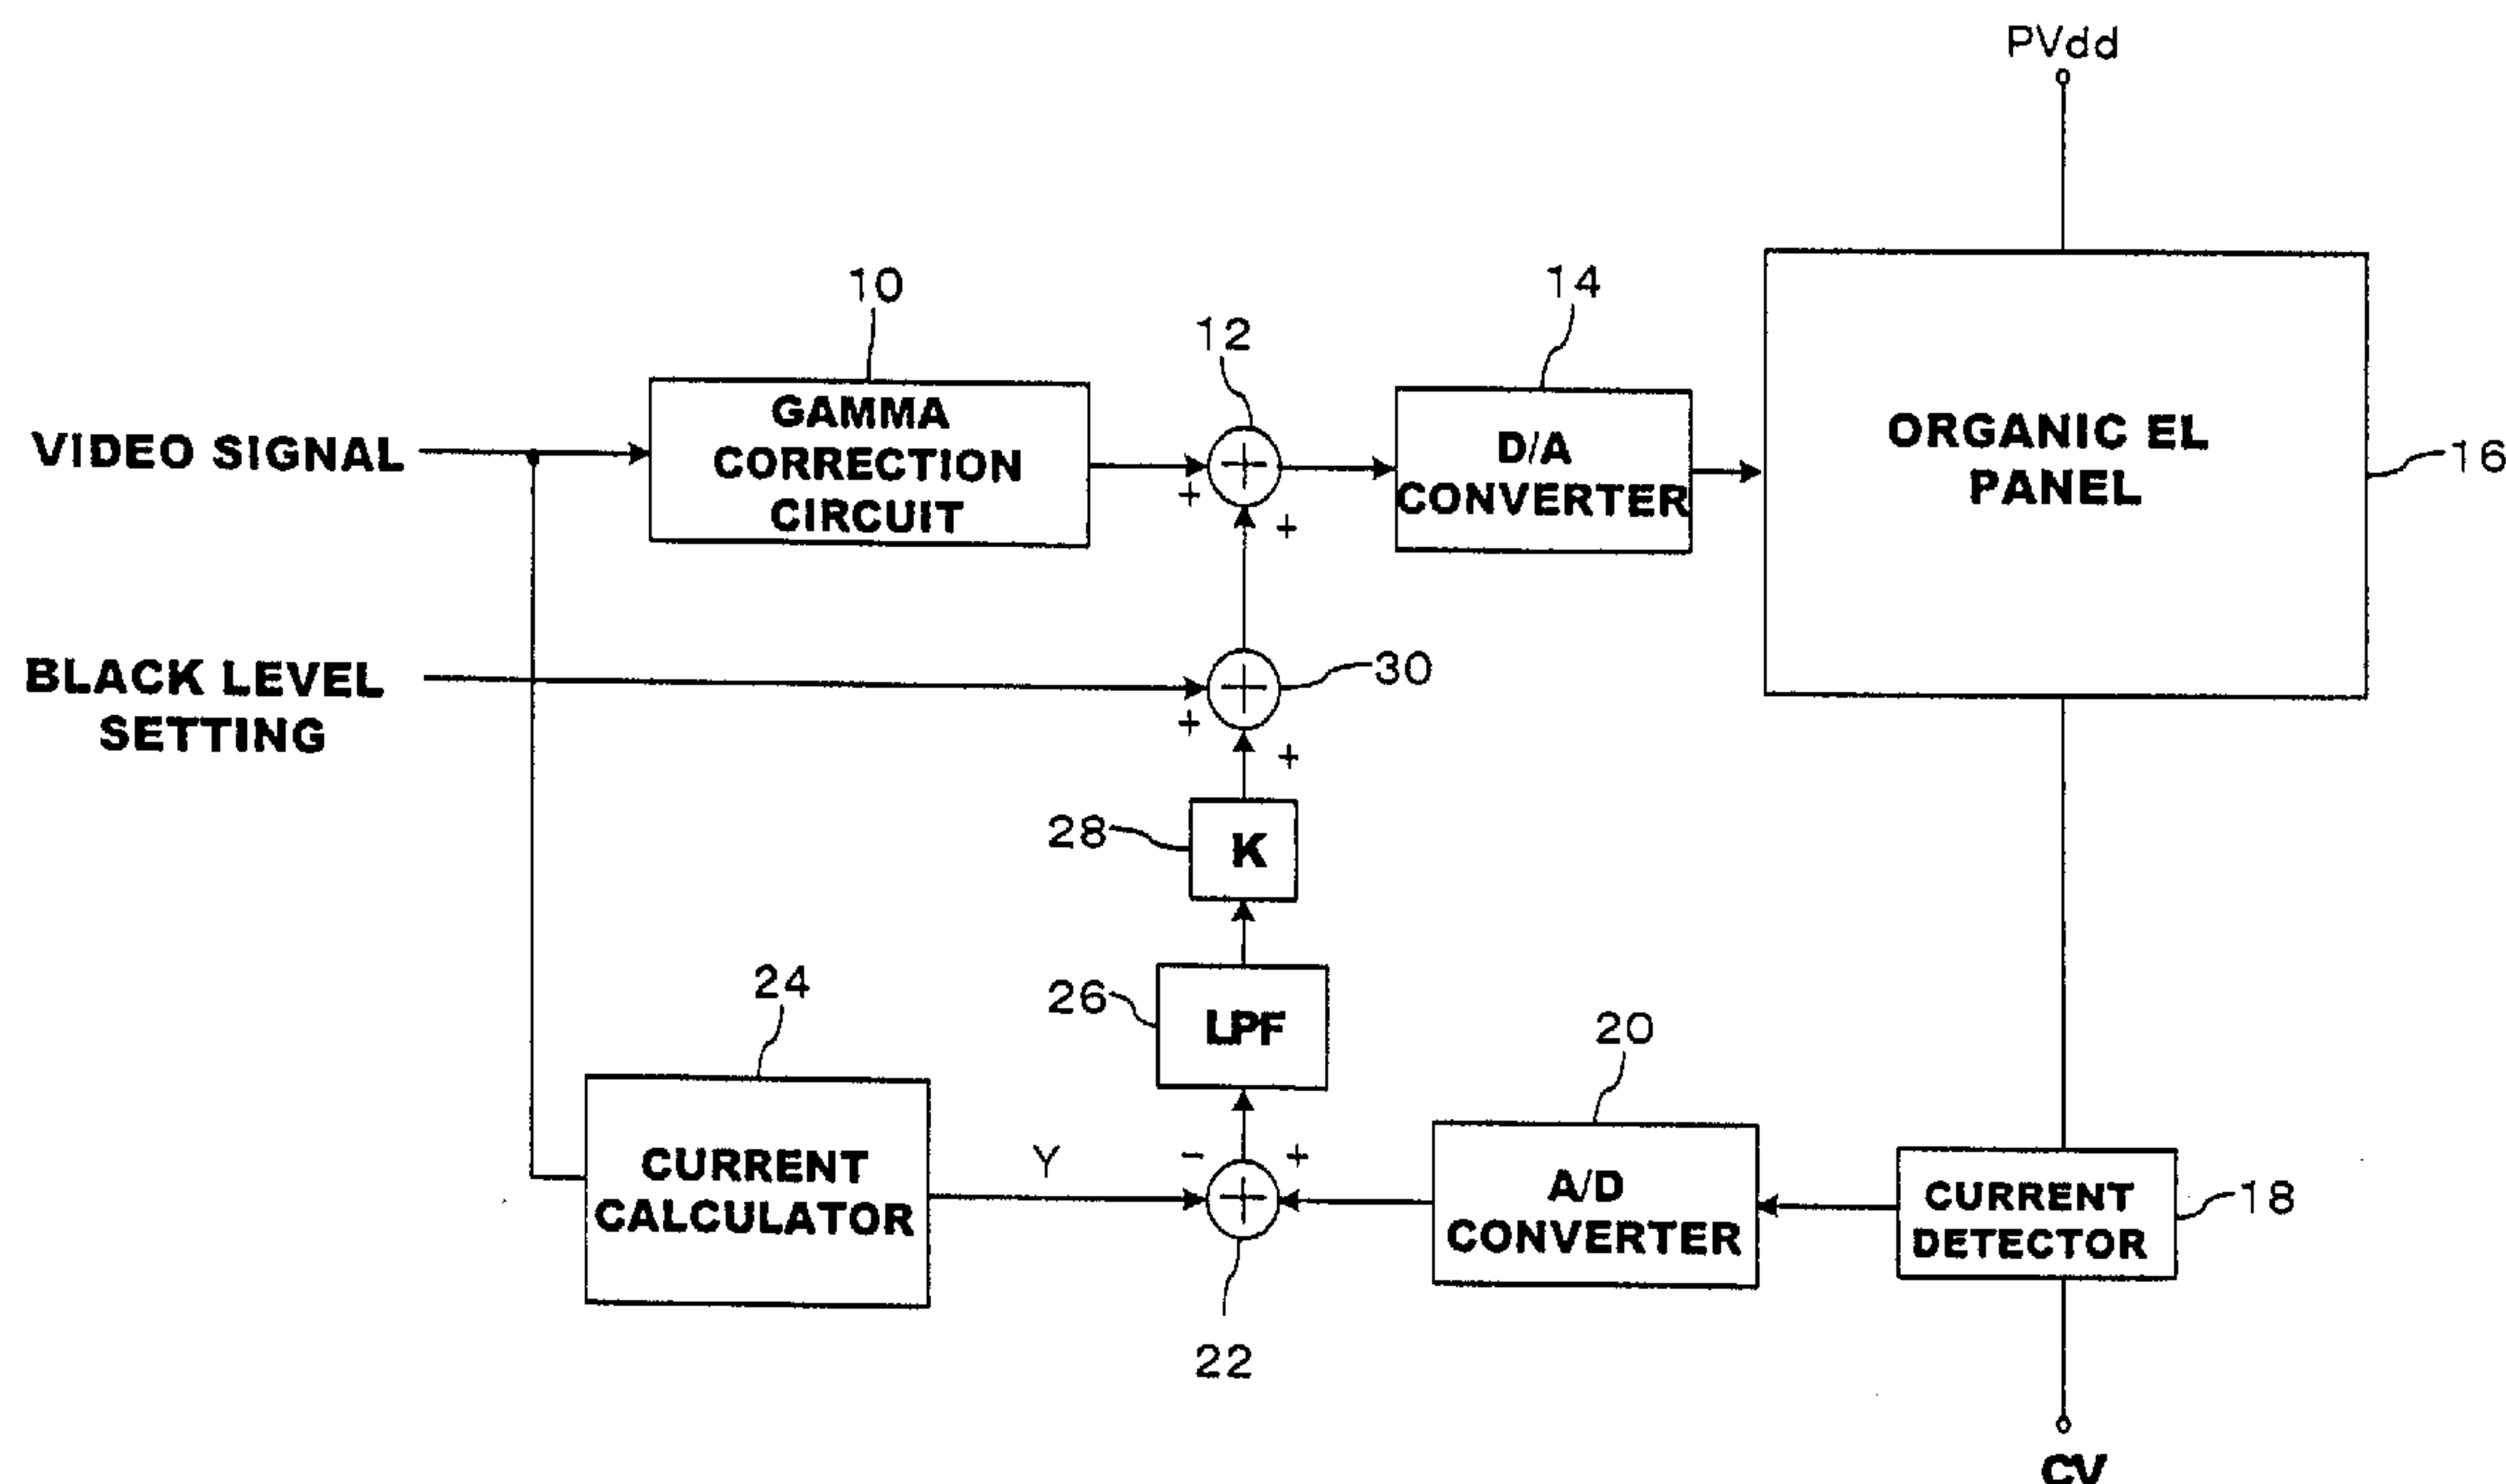 PVdd
10
14
12
GAMMA
CORRECTION
CIRCUIT
VIDEO SIGNAL
+
+
+
D/A
CONVERTER
ORGANIC EL
PANEL
16
BLACK LEVEL
SETTING
+
+
+
30
28
K
26
LPF
24
20
CURRENT
CALCULATOR
Y
-
+
+
22
A/D
CONVERTER
CURRENT
DETECTOR
18
CV